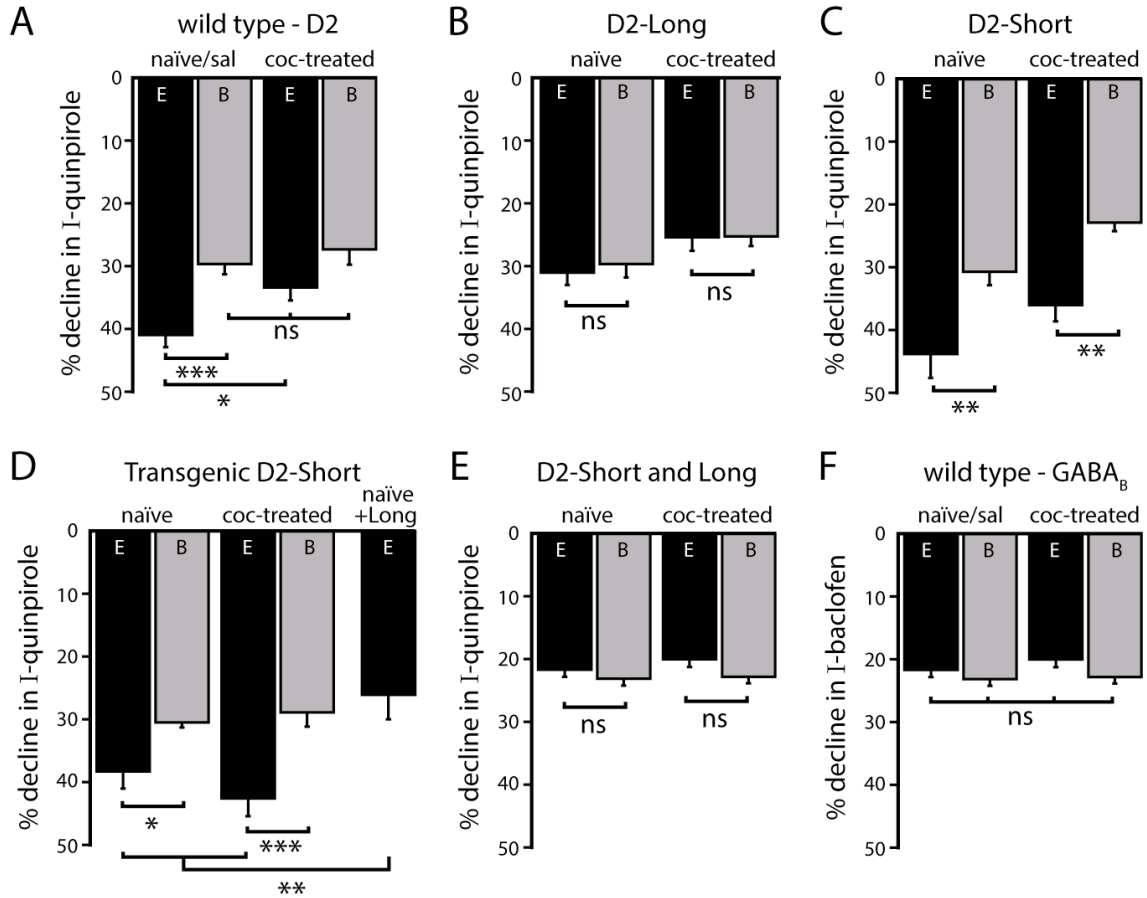 A
wild type - D2
naïve/sal coc-treated
% decline in I-quinpirole
0
10
20
30
40
50
E B E B
ns
***
*
B
D2-Long
naïve coc-treated
% decline in I-quinpirole
0
10
20
30
40
50
E B E B
ns
ns
C
D2-Short
naïve coc-treated
% decline in I-quinpirole
0
10
20
30
40
50
E B E B
**
**
D
Transgenic D2-Short
naïve coc-treated
naïve
+Long
% decline in I-quinpirole
0
10
20
30
40
50
E B E B E
*
***
**
E
D2-Short and Long
naïve coc-treated
% decline in I-quinpirole
0
10
20
30
40
50
E B E B
ns
ns
F
wild type - GABAB
naïve/sal coc-treated
% decline in I-baclofen
0
10
20
30
40
50
E B E B
ns